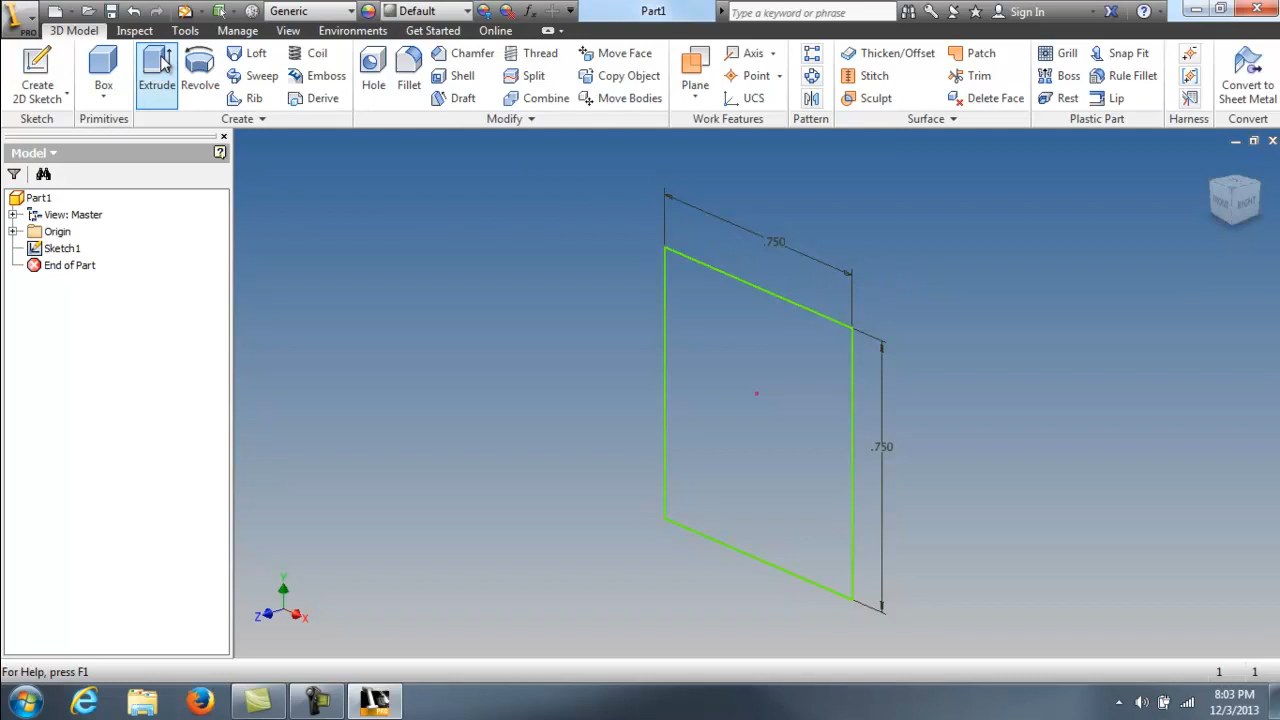 Generic
Default
Part1
Type a keyword or phrase
Sign In
PRO
3D Model
Inspect
Tools
Manage
View
Environments
Get Started
Online
Create
2D Sketch
Box
Extrude
Revolve
Loft
Sweep
Rib
Coil
Emboss
Derive
Hole
Fillet
Chamfer
Shell
Draft
Thread
Split
Combine
Move Face
Copy Object
Move Bodies
Plane
Axis
Point
UCS
Thicken/Offset
Stitch
Sculpt
Patch
Trim
Delete Face
Grill
Boss
Rest
Snap Fit
Rule Fillet
Lip
Convert to
Sheet Metal
Sketch
Primitives
Create
Modify
Work Features
Pattern
Surface
Plastic Part
Harness
Convert
Model
Part1
View: Master
Origin
Sketch1
End of Part
RIGHT
.750
.750
Y
Z
X
For Help, press F1
1
1
8:03 PM
12/3/2013